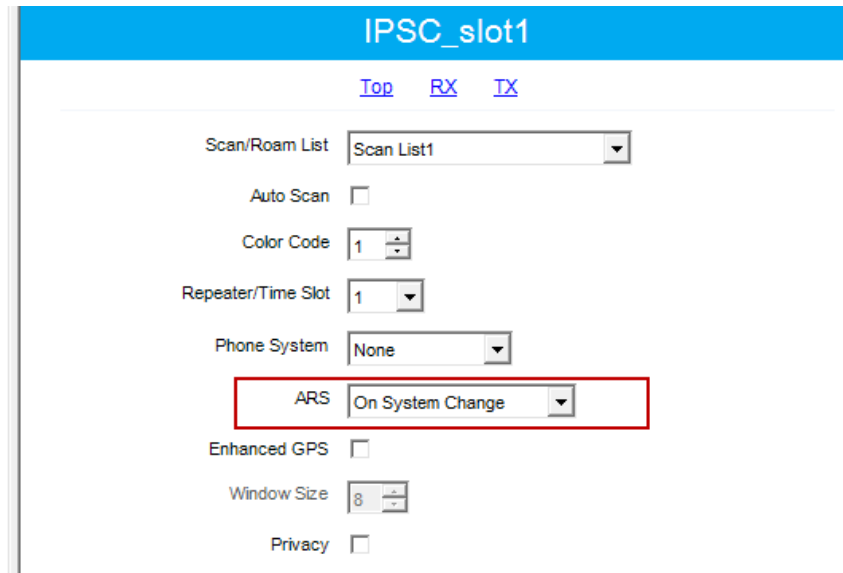 IPSC_slot1
Top RX TX
Scan/Roam List Scan List1
Auto Scan
Color Code 1
Repeater/Time Slot 1
Phone System None
ARS On System Change
Enhanced GPS
Window Size 8
Privacy